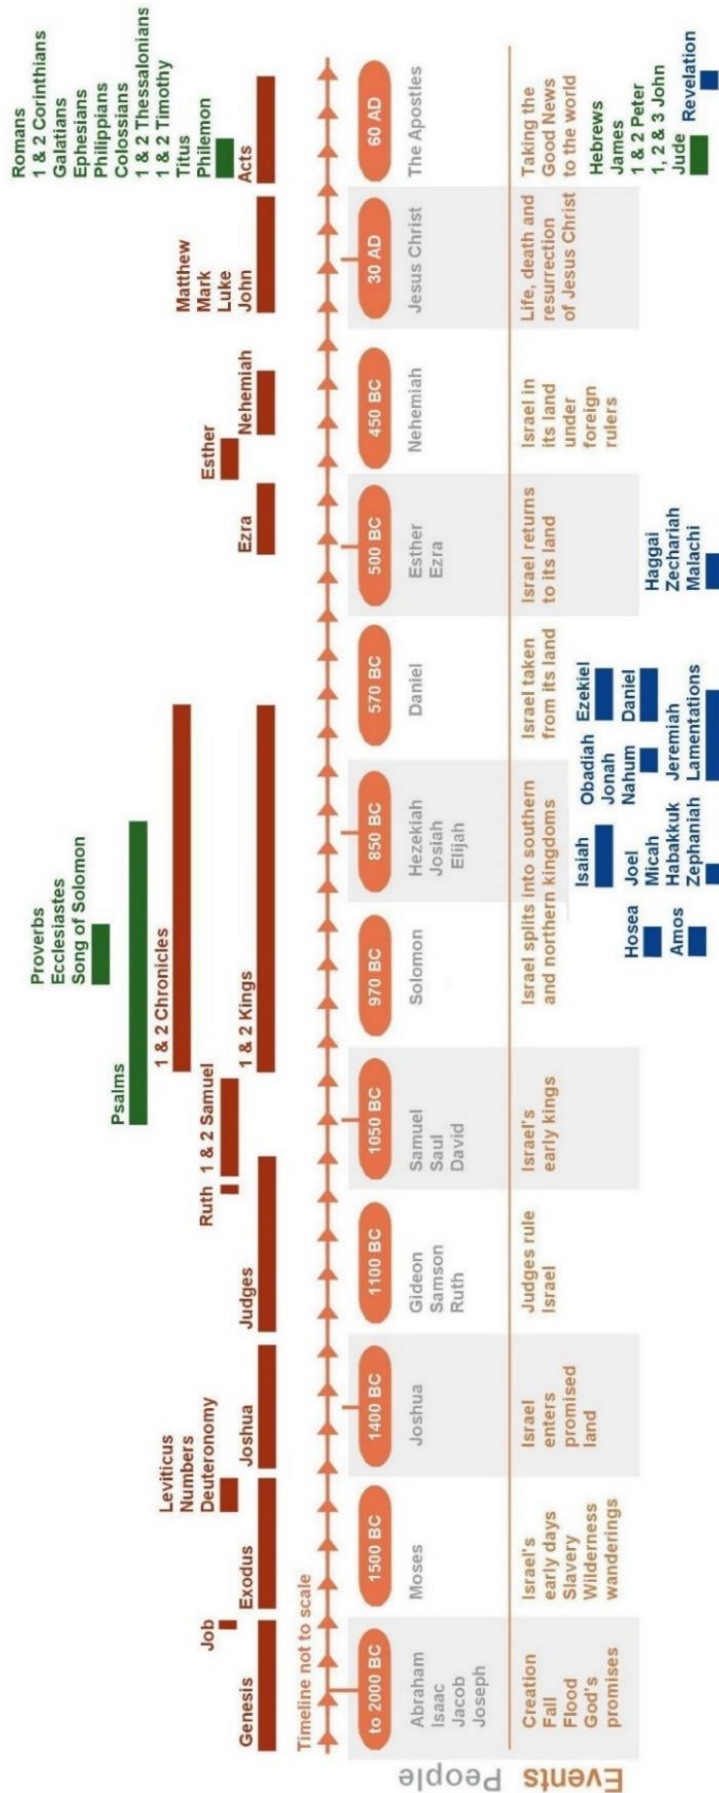 Proverbs
Ecclesiastes
Song of Solomon
Psalms
1 & 2 Chronicles
Romans
1 & 2 Corinthians
Galatians
Ephesians
Philippians
Colossians
1 & 2 Thessalonians
1 & 2 Timothy
Titus
Philemon
Leviticus
Numbers
Deuteronomy
Ruth
1 & 2 Samuel
Esther
Matthew
Mark
Luke
John
Job
Genesis
Exodus
Joshua
Judges
1 & 2 Kings
Ezra
Nehemiah
Acts
Timeline not to scale
to 2000 BC
1500 BC
1400 BC
1100 BC
1050 BC
970 BC
850 BC
570 BC
500 BC
450 BC
30 AD
60 AD
People
Abraham
Isaac
Jacob
Joseph
Moses
Joshua
Gideon
Samson
Ruth
Samuel
Saul
David
Solomon
Hezekiah
Josiah
Elijah
Daniel
Esther
Ezra
Nehemiah
Jesus Christ
The Apostles
Events
Creation
Fall
Flood
God's
promises
Israel's
early days
Slavery
Wilderness
wanderings
Israel
enters
promised
land
Judges rule
Israel
Israel's
early kings
Israel splits into southern
and northern kingdoms
Israel taken
from its land
Israel returns
to its land
Israel in
its land
under
foreign
rulers
Life, death and
resurrection
of Jesus Christ
Taking the
Good News
to the world
Hosea
Amos
Isaiah
Joel
Micah
Habakkuk
Zephaniah
Obadiah
Jonah
Nahum
Jeremiah
Lamentations
Ezekiel
Daniel
Haggai
Zechariah
Malachi
Hebrews
James
1 & 2 Peter
1, 2 & 3 John
Jude
Revelation